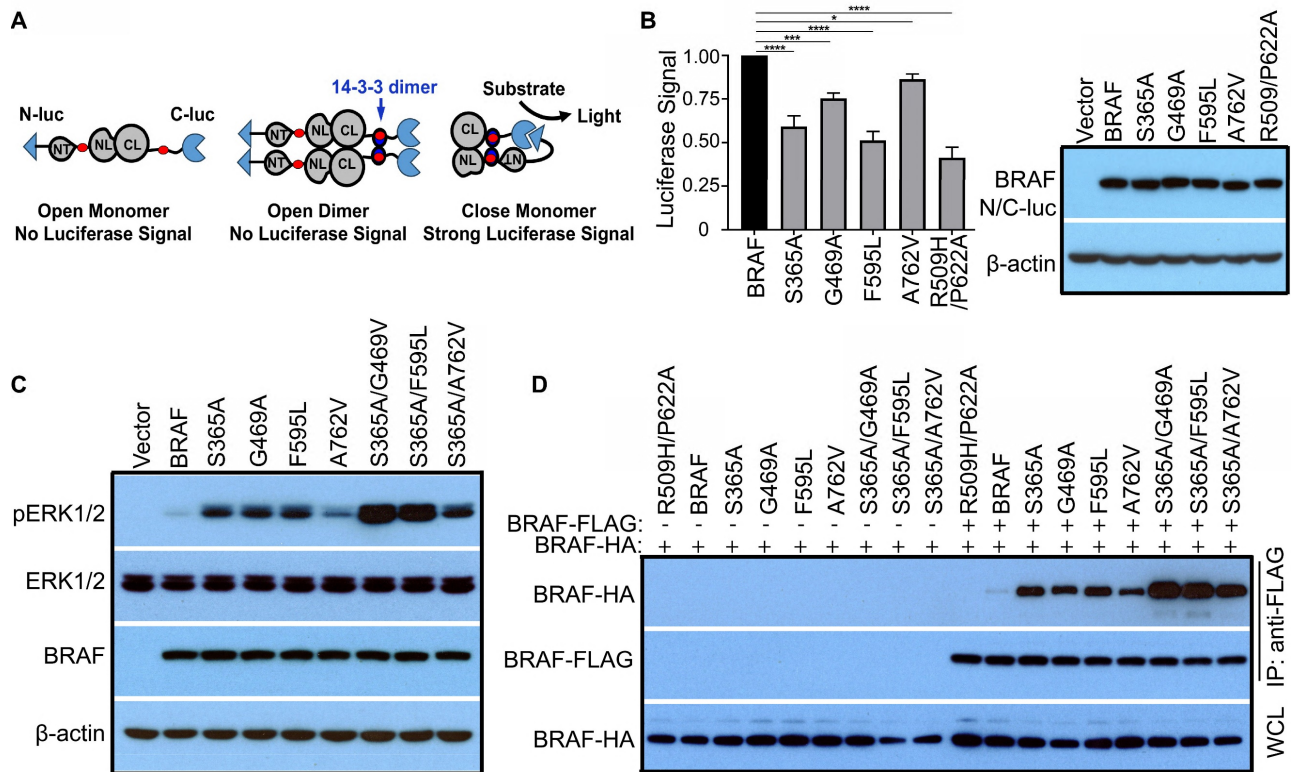 A
14-3-3 dimer
N-luc
C-luc
Substrate
Light
NT
NL
CL
NT
NL
CL
NT
NL
CL
CL
NL
NT
Open Monomer
No Luciferase Signal
Open Dimer
No Luciferase Signal
Close Monomer
Strong Luciferase Signal
B
****
*
****
***
****
Luciferase Signal
1.00
0.75
0.50
0.25
0
BRAF
S365A
G469A
F595L
A762V
R509H
/P622A
Vector
BRAF
S365A
G469A
F595L
A762V
R509/P622A
BRAF
N/C-luc
β-actin
C
Vector
BRAF
S365A
G469A
F595L
A762V
S365A/G469V
S365A/F595L
S365A/A762V
pERK1/2
ERK1/2
BRAF
β-actin
D
R509H/P622A
BRAF
S365A
G469A
F595L
A762V
S365A/G469A
S365A/F595L
S365A/A762V
R509H/P622A
BRAF
S365A
G469A
F595L
A762V
S365A/G469A
S365A/F595L
S365A/A762V
BRAF-FLAG: - - - - - - - - - + + + + + + + + +
BRAF-HA: + + + + + + + + + + + + + + + + + +
BRAF-HA
BRAF-FLAG
IP: anti-FLAG
BRAF-HA
WCL